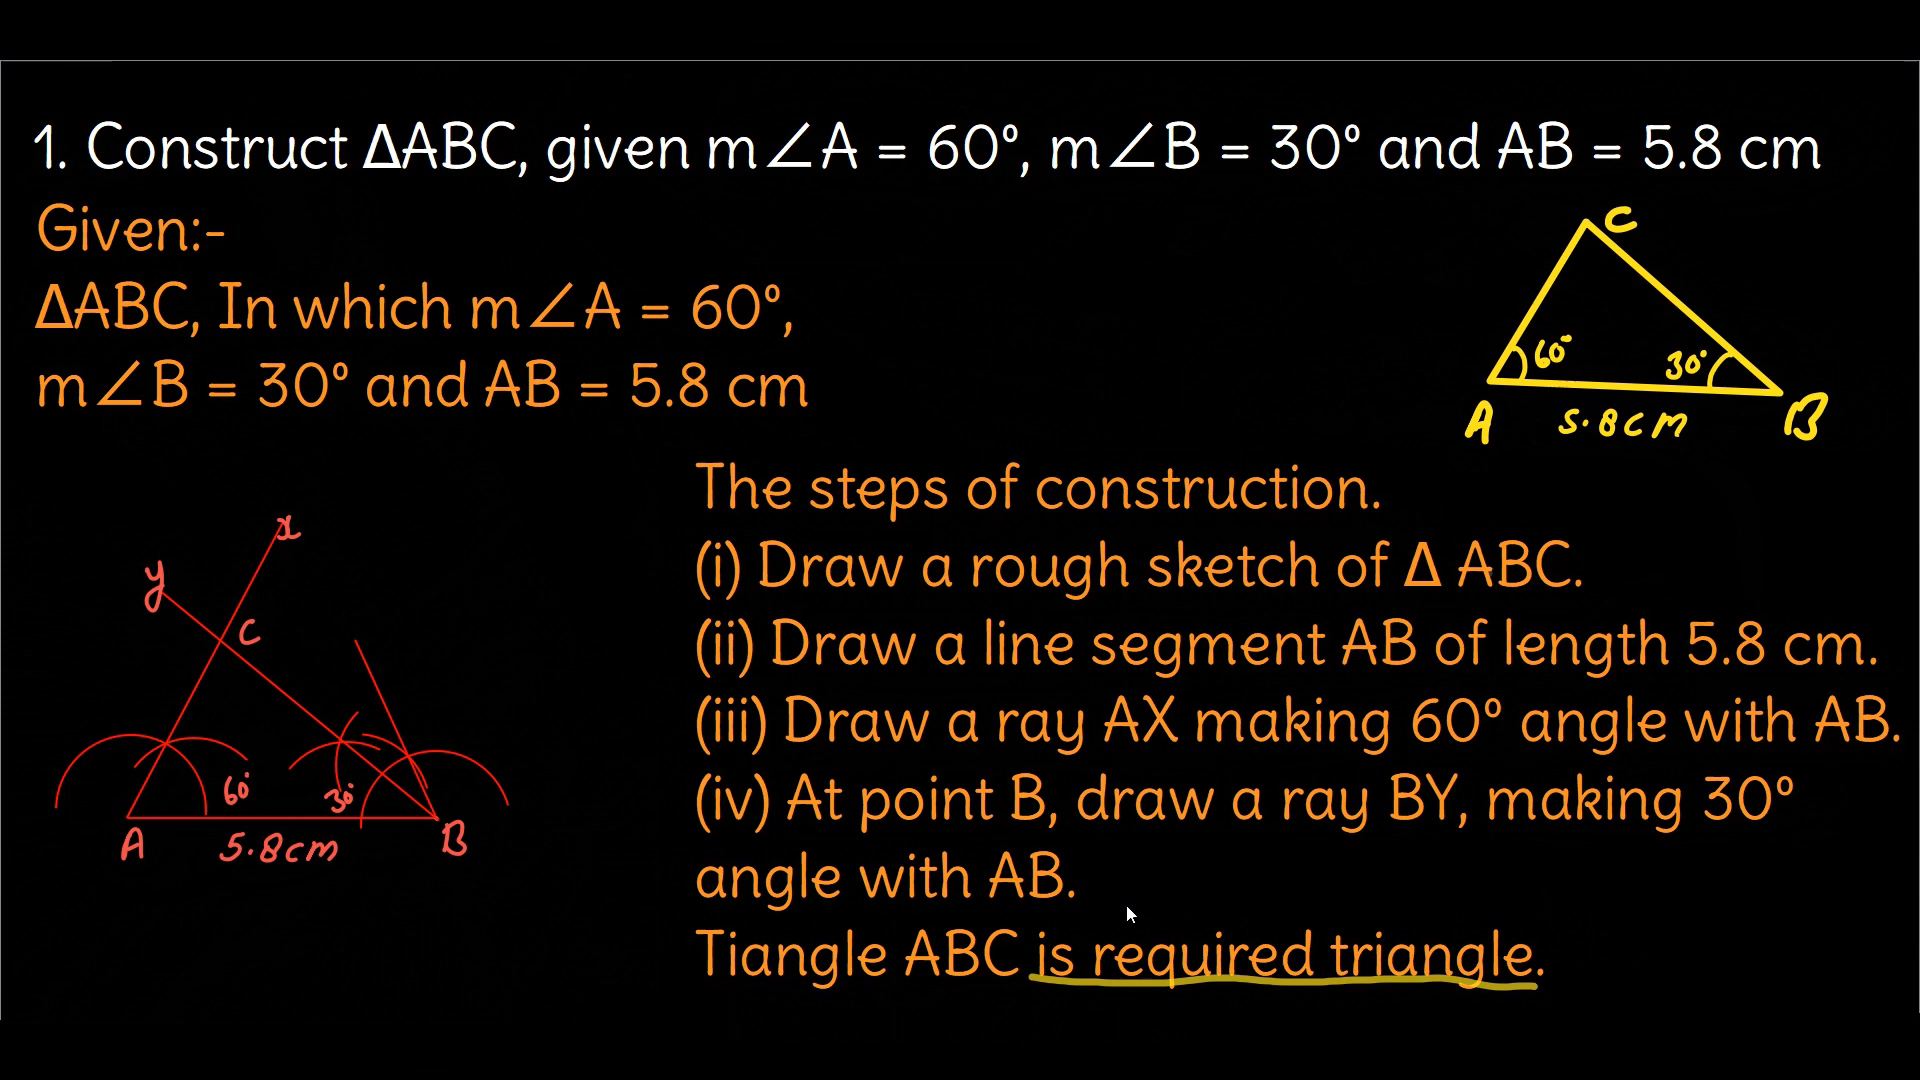 1. Construct ΔABC, given m∠A = 60°, m∠B = 30° and AB = 5.8 cm
Given:-
ΔABC, In which m∠A = 60°,
m∠B = 30° and AB = 5.8 cm
C
60°
30°
A
5.8cm
B
The steps of construction.
(i) Draw a rough sketch of Δ ABC.
(ii) Draw a line segment AB of length 5.8 cm.
(iii) Draw a ray AX making 60° angle with AB.
(iv) At point B, draw a ray BY, making 30°
angle with AB.
Tiangle ABC is required triangle.
x
y
C
60°
30°
A
5.8cm
B